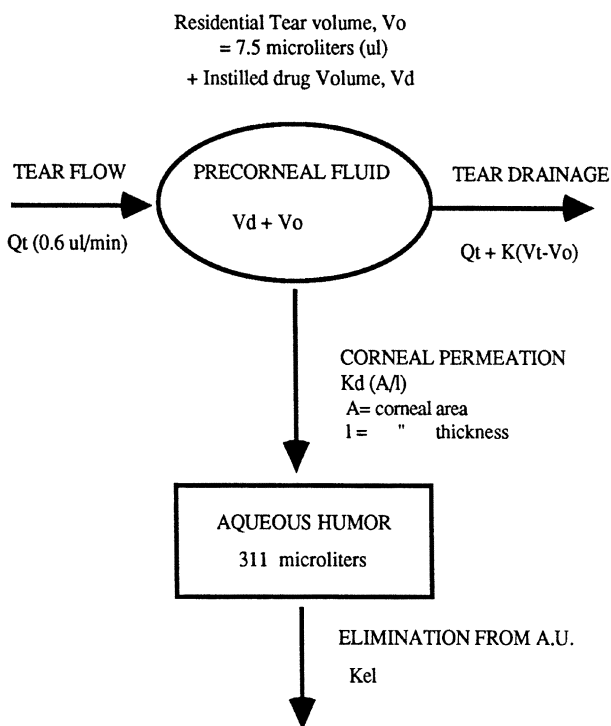 Residential Tear volume, Vo
= 7.5 microliters (ul)
+ Instilled drug Volume, Vd
TEAR FLOW
PRECORNEAL FLUID
TEAR DRAINAGE
Qt (0.6 ul/min)
Vd + Vo
Qt + K(Vt-Vo)
CORNEAL PERMEATION
Kd (A/l)
A= corneal area
l = " thickness
AQUEOUS HUMOR
311 microliters
ELIMINATION FROM A.U.
Kel